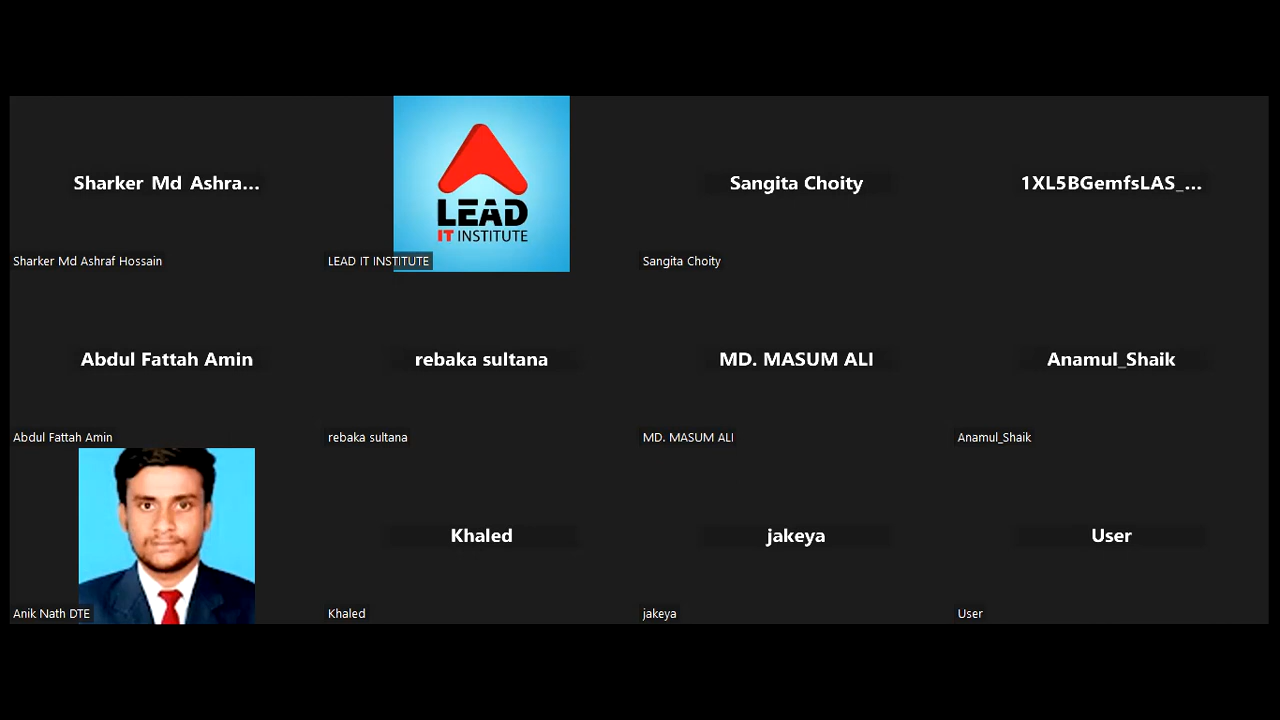 Sharker Md Ashra...
Sharker Md Ashraf Hossain
LEAD
IT INSTITUTE
LEAD IT INSTITUTE
Sangita Choity
Sangita Choity
1XL5BGemfsLAS_...
Abdul Fattah Amin
Abdul Fattah Amin
rebaka sultana
rebaka sultana
MD. MASUM ALI
MD. MASUM ALI
Anamul_Shaik
Anamul_Shaik
Anik Nath DTE
Khaled
Khaled
jakeya
jakeya
User
User